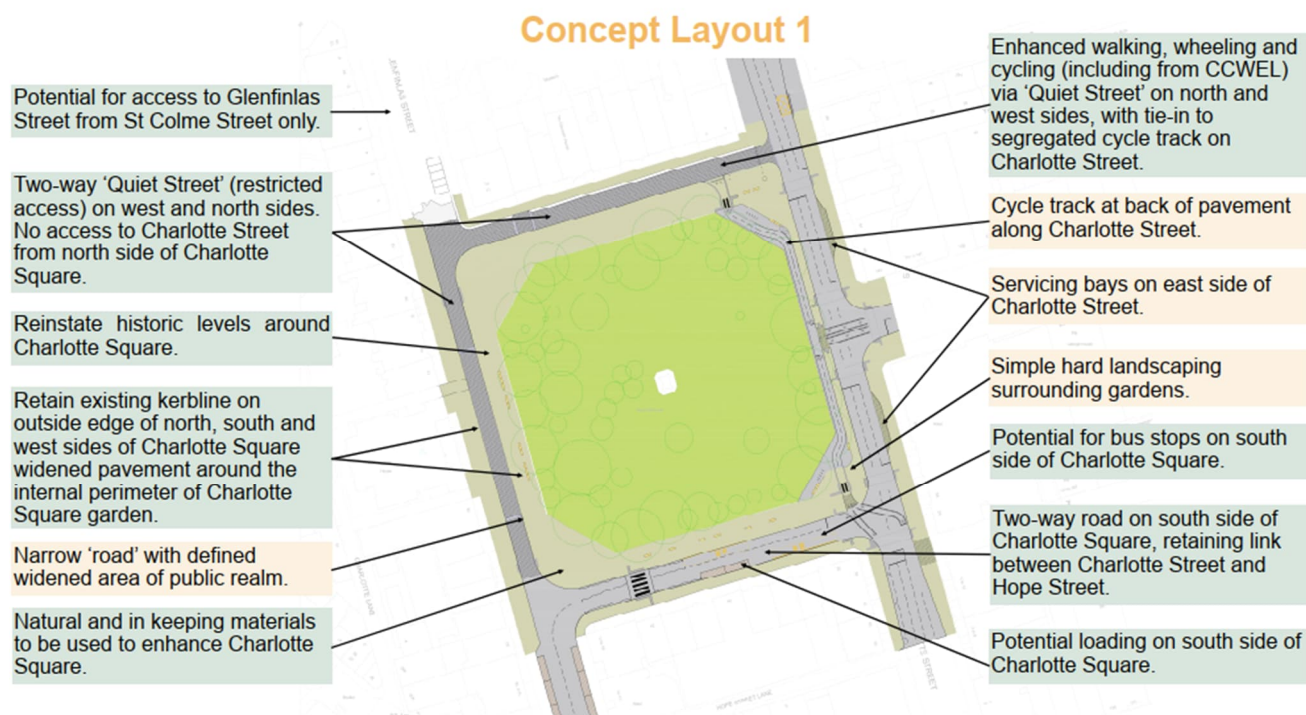 Concept Layout 1
Potential for access to Glenfinlas
Street from St Colme Street only.
Two-way ‘Quiet Street’ (restricted
access) on west and north sides.
No access to Charlotte Street
from north side of Charlotte
Square.
Reinstate historic levels around
Charlotte Square.
Retain existing kerbline on
outside edge of north, south and
west sides of Charlotte Square
widened pavement around the
internal perimeter of Charlotte
Square garden.
Narrow ‘road’ with defined
widened area of public realm.
Natural and in keeping materials
to be used to enhance Charlotte
Square.
Enhanced walking, wheeling and
cycling (including from CCWEL)
via ‘Quiet Street’ on north and
west sides, with tie-in to
segregated cycle track on
Charlotte Street.
Cycle track at back of pavement
along Charlotte Street.
Servicing bays on east side of
Charlotte Street.
Simple hard landscaping
surrounding gardens.
Potential for bus stops on south
side of Charlotte Square.
Two-way road on south side of
Charlotte Square, retaining link
between Charlotte Street and
Hope Street.
Potential loading on south side of
Charlotte Square.
STREET
CHARLOTTE LANE
STREET
HOPE STREET LANE